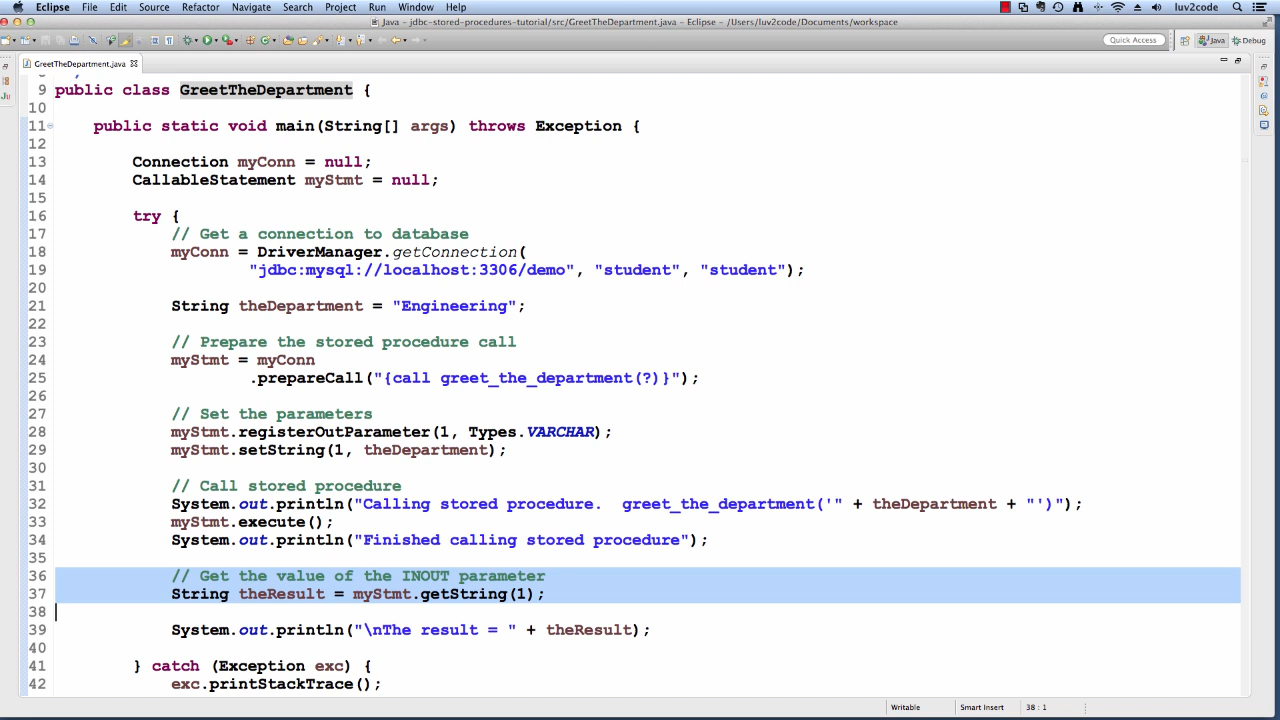 Eclipse File Edit Source Refactor Navigate Search Project Run Window Help luv2code
Java - jdbc-stored-procedures-tutorial/src/GreetTheDepartment.java - Eclipse - /Users/luv2code/Documents/workspace
Quick Access Java Debug
GreetTheDepartment.java
9 public class GreetTheDepartment {
10
11 public static void main(String[] args) throws Exception {
12
13 Connection myConn = null;
14 CallableStatement myStmt = null;
15
16 try {
17 // Get a connection to database
18 myConn = DriverManager.getConnection(
19 "jdbc:mysql://localhost:3306/demo", "student", "student");
20
21 String theDepartment = "Engineering";
22
23 // Prepare the stored procedure call
24 myStmt = myConn
25 .prepareCall("{call greet_the_department(?)}");
26
27 // Set the parameters
28 myStmt.registerOutParameter(1, Types.VARCHAR);
29 myStmt.setString(1, theDepartment);
30
31 // Call stored procedure
32 System.out.println("Calling stored procedure.  greet_the_department('" + theDepartment + "')");
33 myStmt.execute();
34 System.out.println("Finished calling stored procedure");
35
36 // Get the value of the INOUT parameter
37 String theResult = myStmt.getString(1);
38
39 System.out.println("\nThe result = " + theResult);
40
41 } catch (Exception exc) {
42 exc.printStackTrace();
Writable Smart Insert 38 : 1